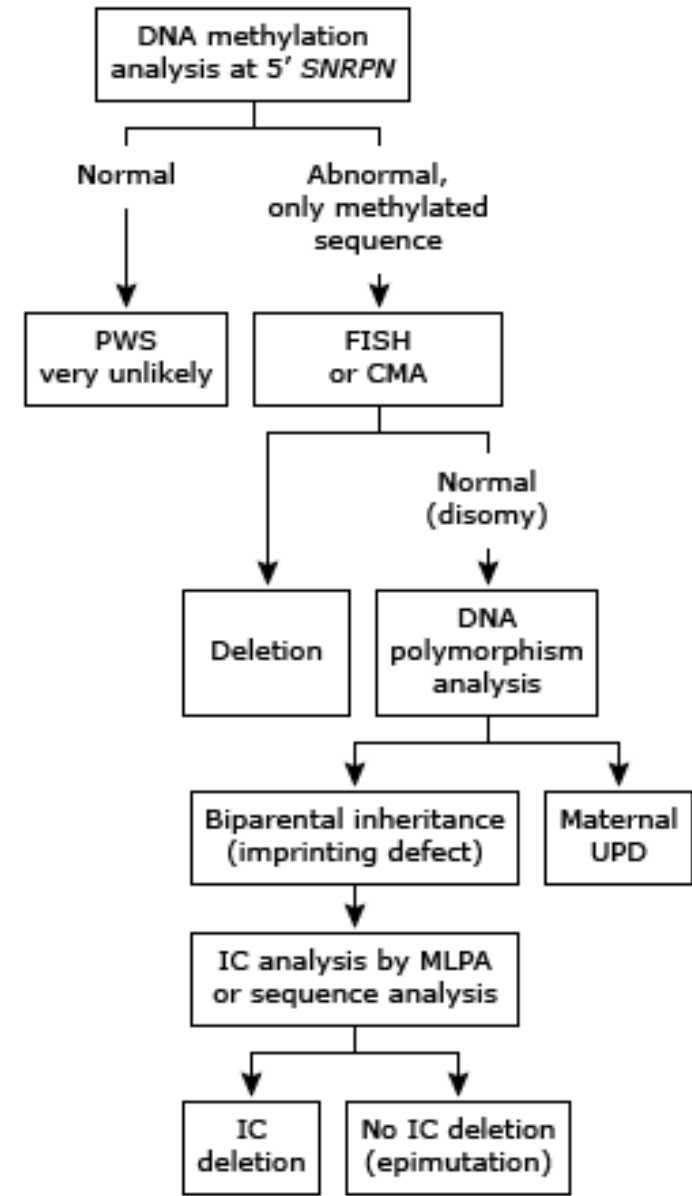 DNA methylation
analysis at 5′ SNRPN
Normal
Abnormal,
only methylated
sequence
PWS
very unlikely
FISH
or CMA
Normal
(disomy)
Deletion
DNA
polymorphism
analysis
Biparental inheritance
(imprinting defect)
Maternal
UPD
IC analysis by MLPA
or sequence analysis
IC
deletion
No IC deletion
(epimutation)